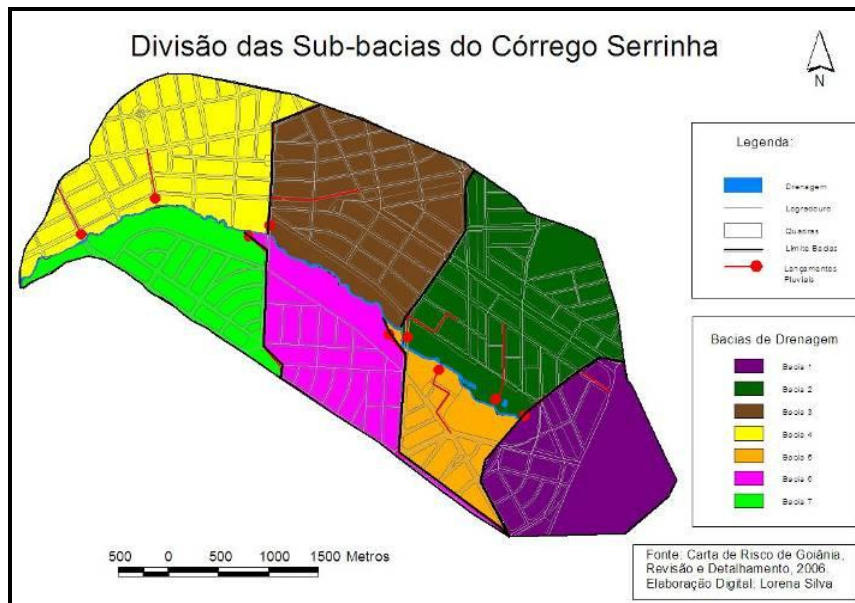 Divisão das Sub-bacias do Córrego Serrinha
N
Legenda:
Drenagem
Logradouro
Quadras
Limite Bacias
Lançamentos
Pluviais
Bacias de Drenagem
Bacia 1
Bacia 2
Bacia 3
Bacia 4
Bacia 5
Bacia 6
Bacia 7
500 0 500 1000 1500 Metros
Fonte: Carta de Risco de Goiânia,
Revisão e Detalhamento, 2006.
Elaboração Digital: Lorena Silva